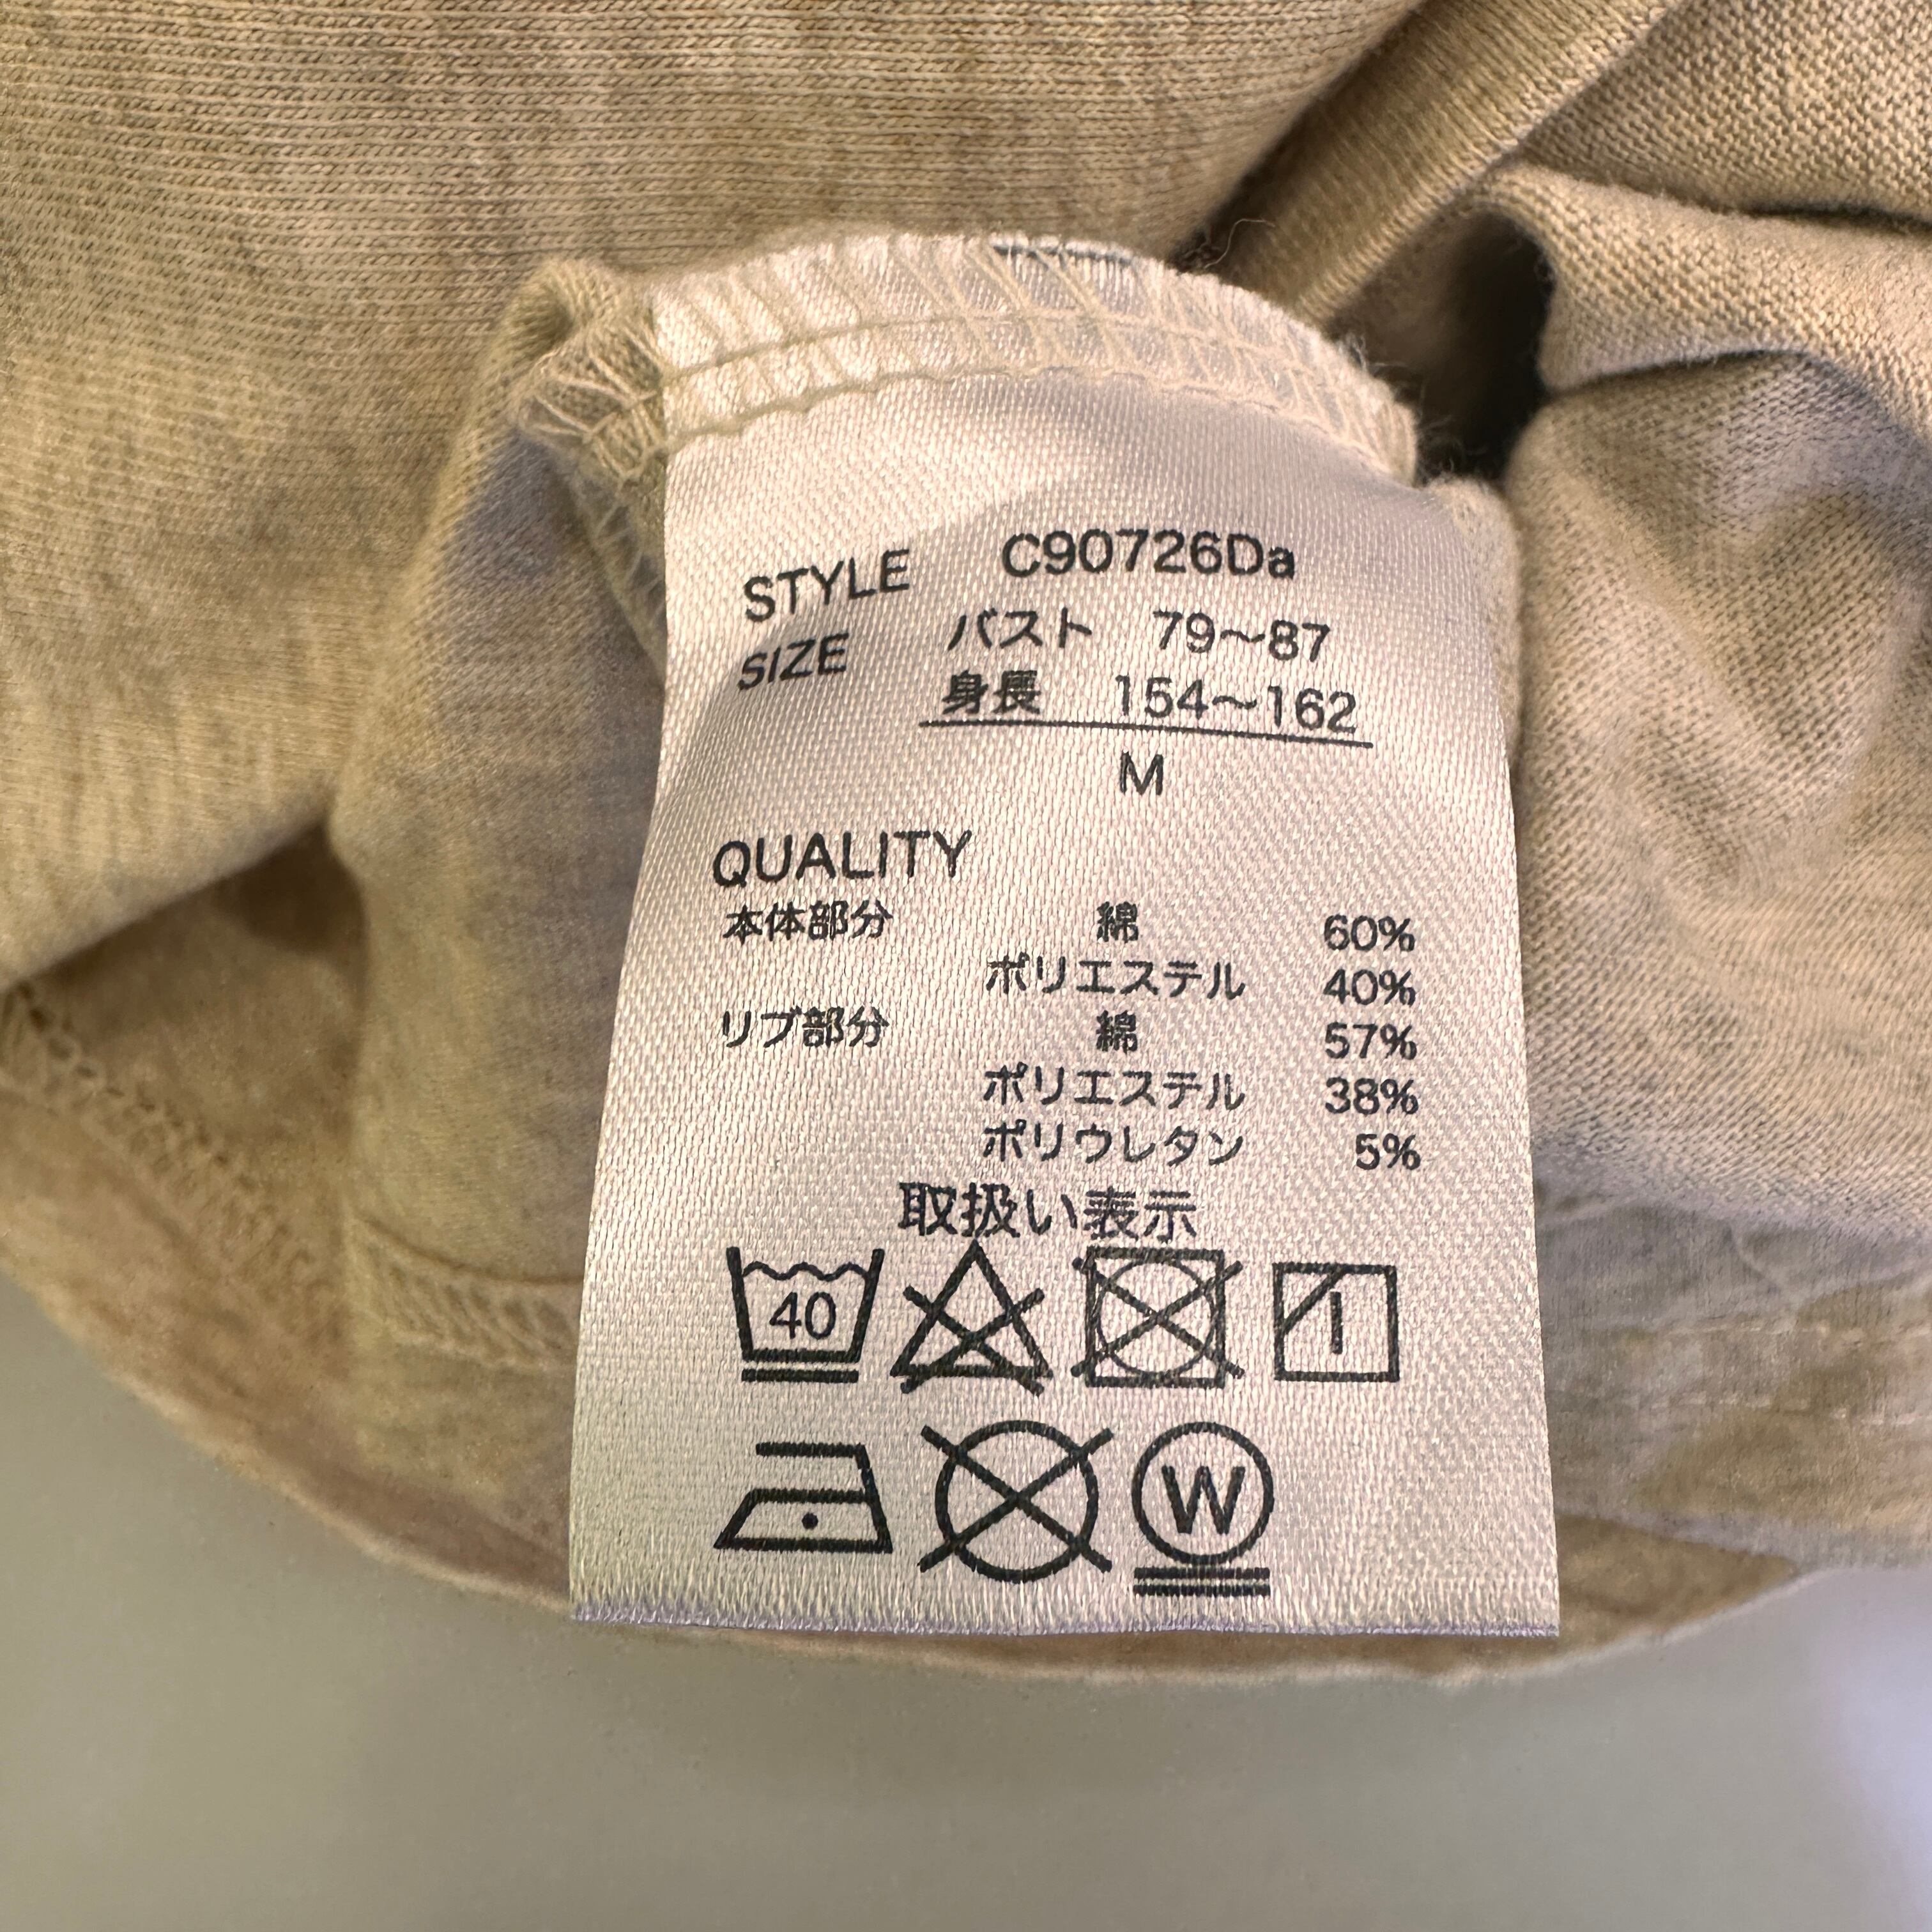 STYLE C90726Da
SIZE バスト 79〜87
身長 154〜162
M
QUALITY
本体部分 綿 60%
ポリエステル 40%
リブ部分 綿 57%
ポリエステル 38%
ポリウレタン 5%
取扱い表示
40
W